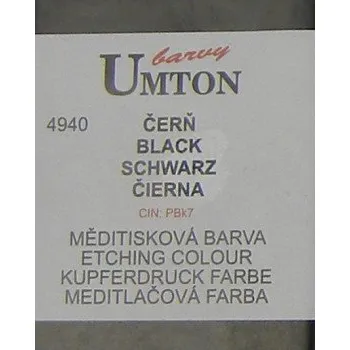 barvy
UMTON
4940 ČERŇ
BLACK
SCHWARZ
ČIERNA
CIN: PBk7
MĚDITISKOVÁ BARVA
ETCHING COLOUR
KUPFERDRUCK FARBE
MEDITLAČOVÁ FARBA